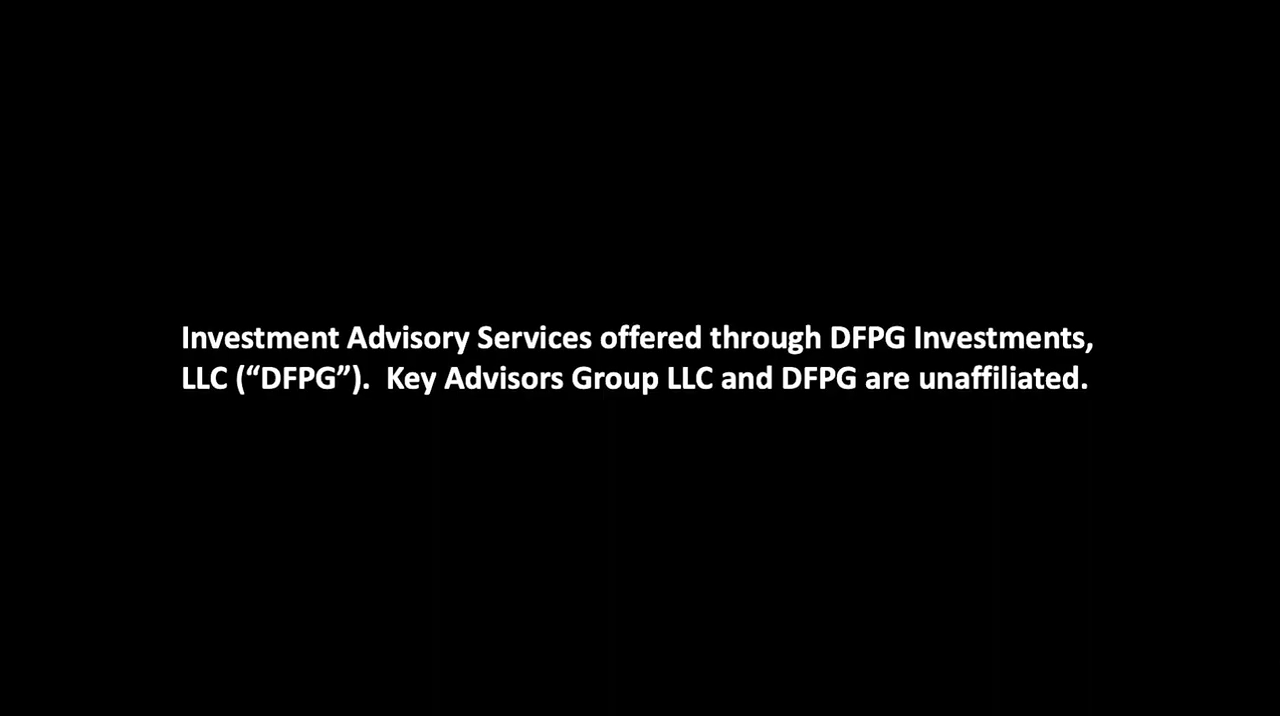 Investment Advisory Services offered through DFPG Investments,
LLC (“DFPG”).  Key Advisors Group LLC and DFPG are unaffiliated.